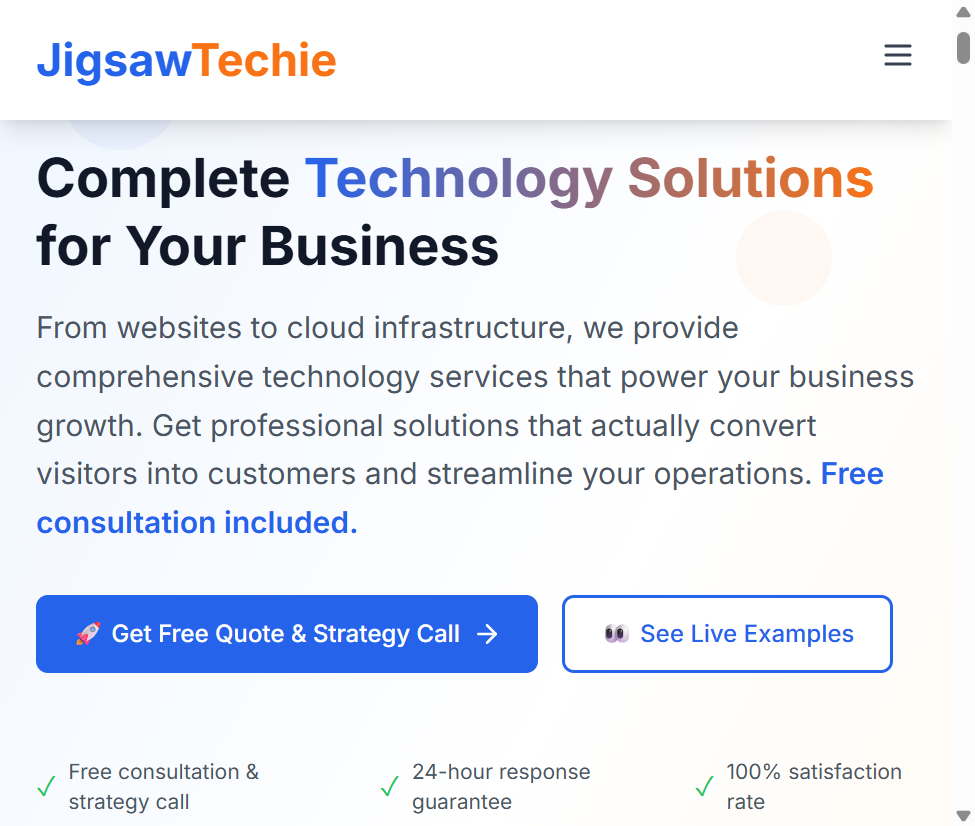 JigsawTechie
Complete Technology Solutions
for Your Business
From websites to cloud infrastructure, we provide
comprehensive technology services that power your business
growth. Get professional solutions that actually convert
visitors into customers and streamline your operations. Free
consultation included.
🚀 Get Free Quote & Strategy Call →
👀 See Live Examples
✓ Free consultation &
strategy call
✓ 24-hour response
guarantee
✓ 100% satisfaction
rate